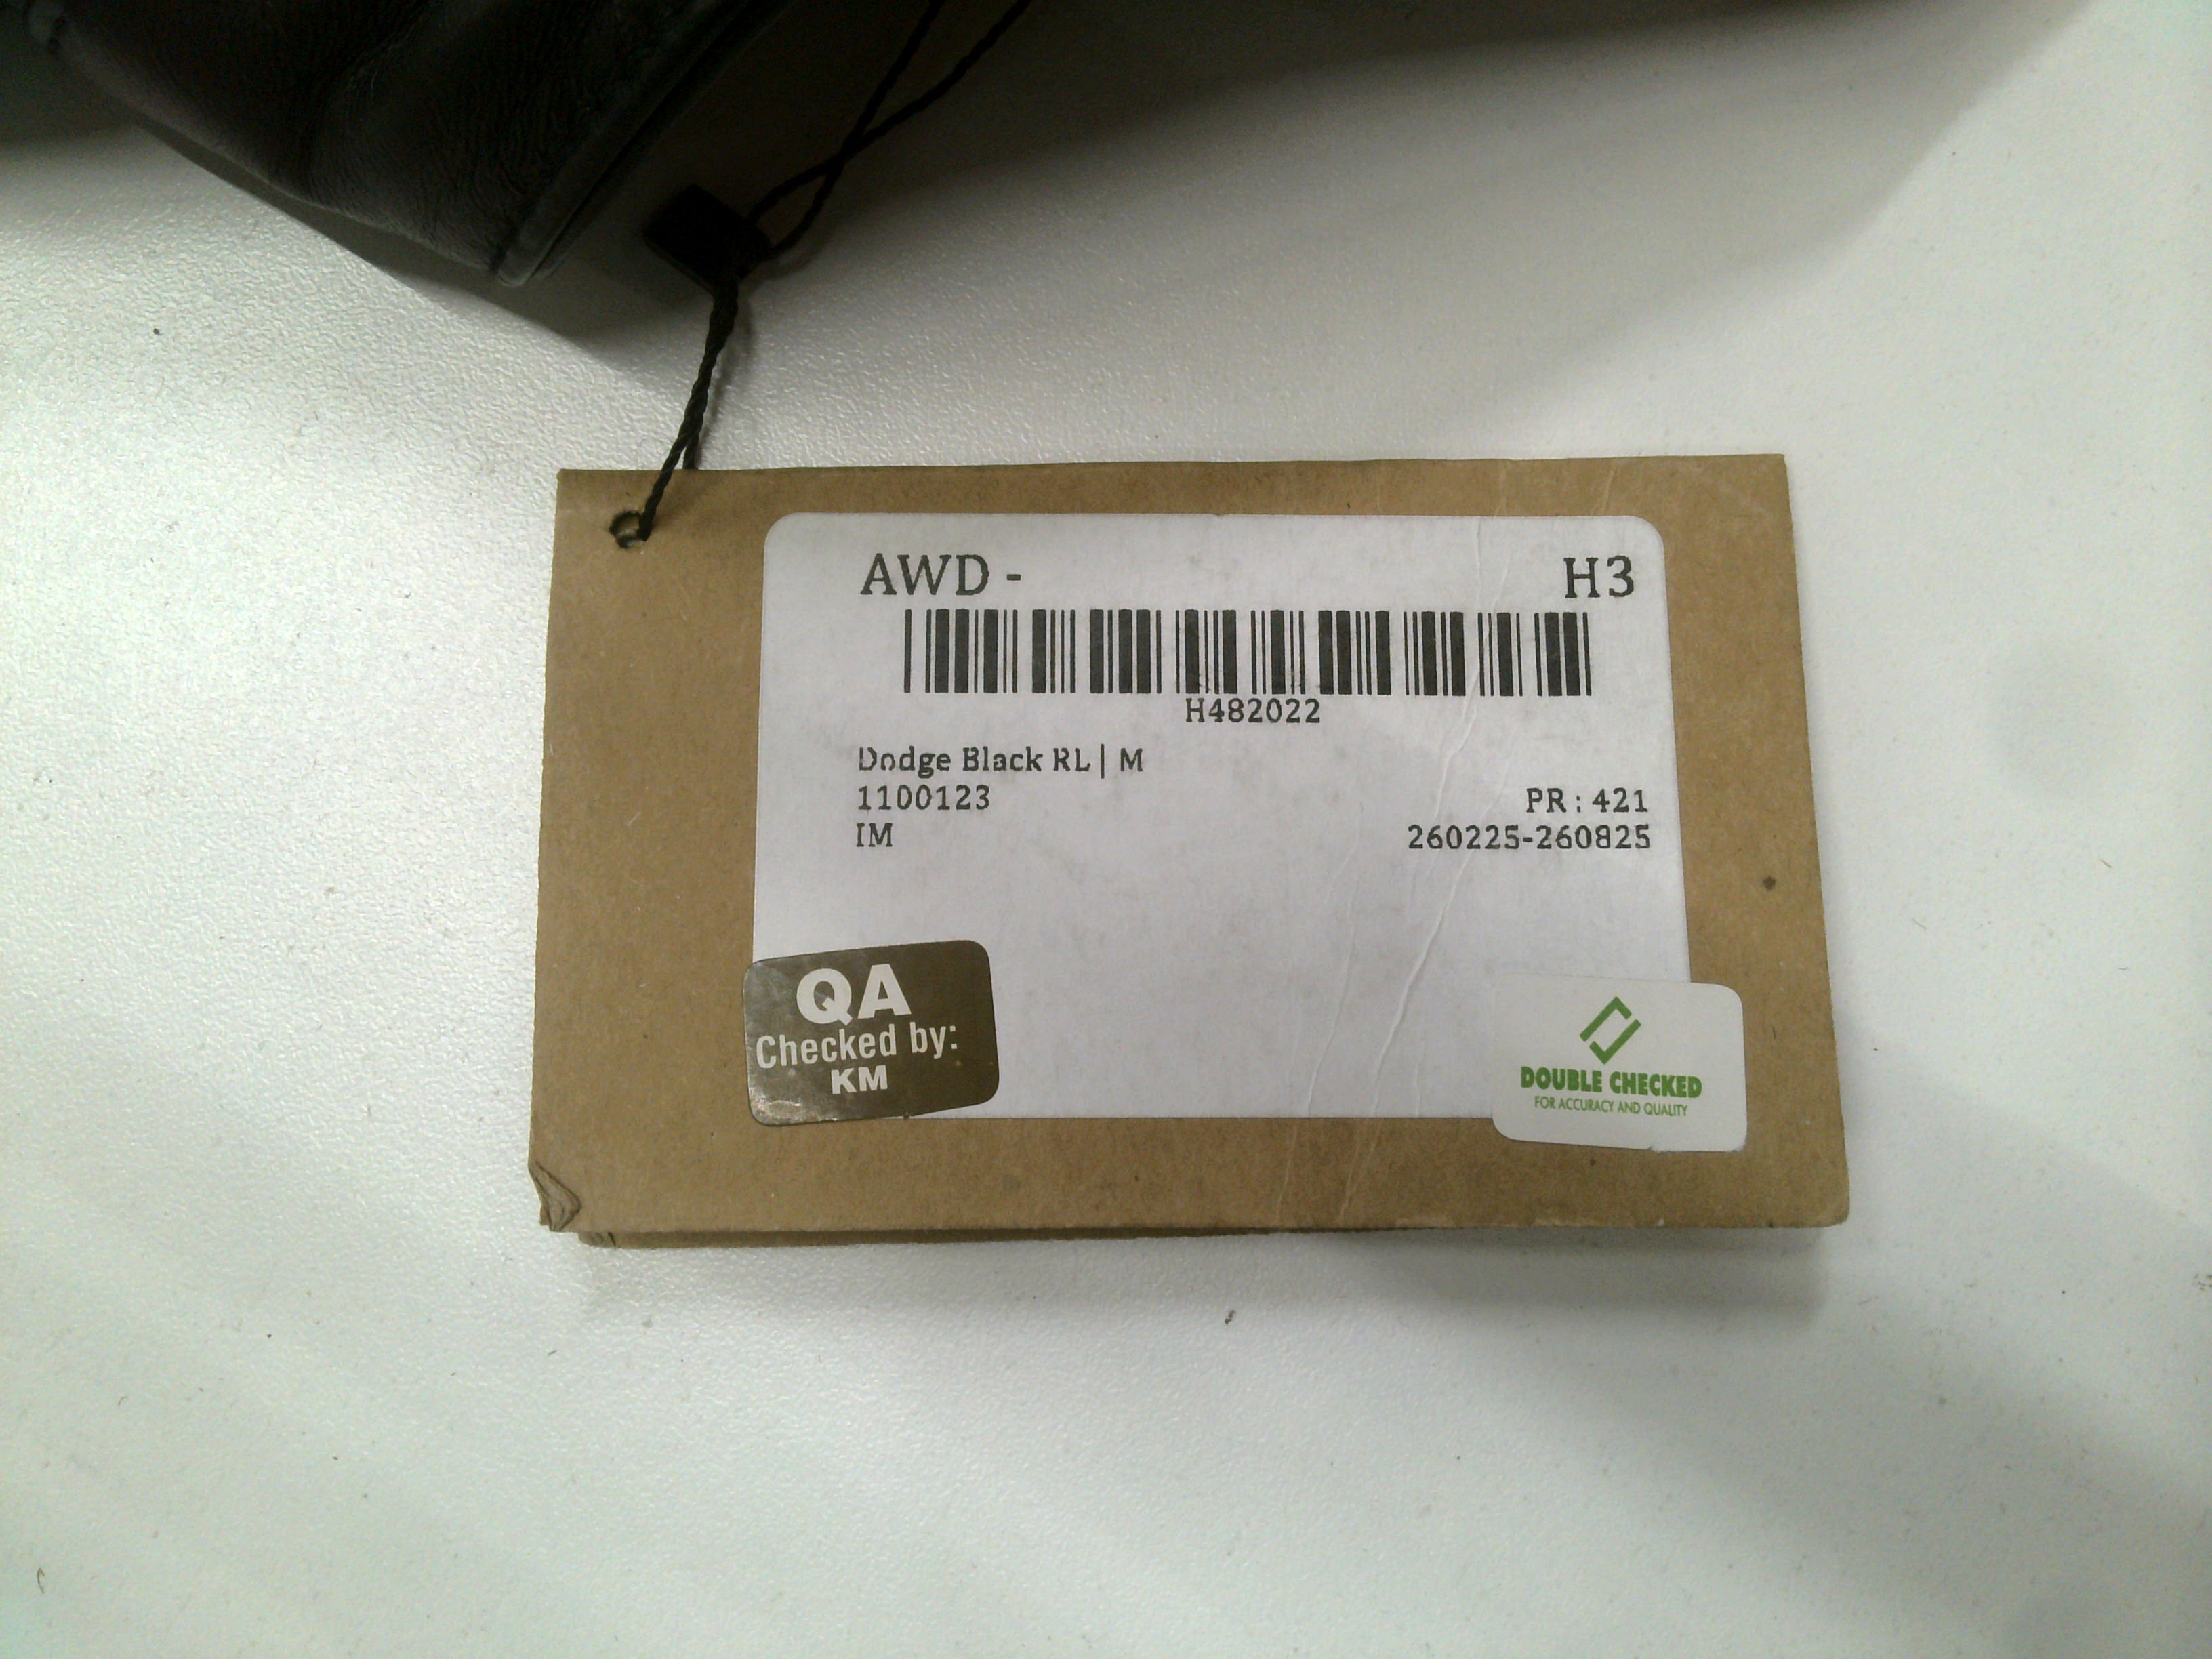 AWD - H3
H482022
Dodge Black RL | M
1100123 PR : 421
IM 260225-260825
QA
Checked by:
KM
DOUBLE CHECKED
FOR ACCURACY AND QUALITY